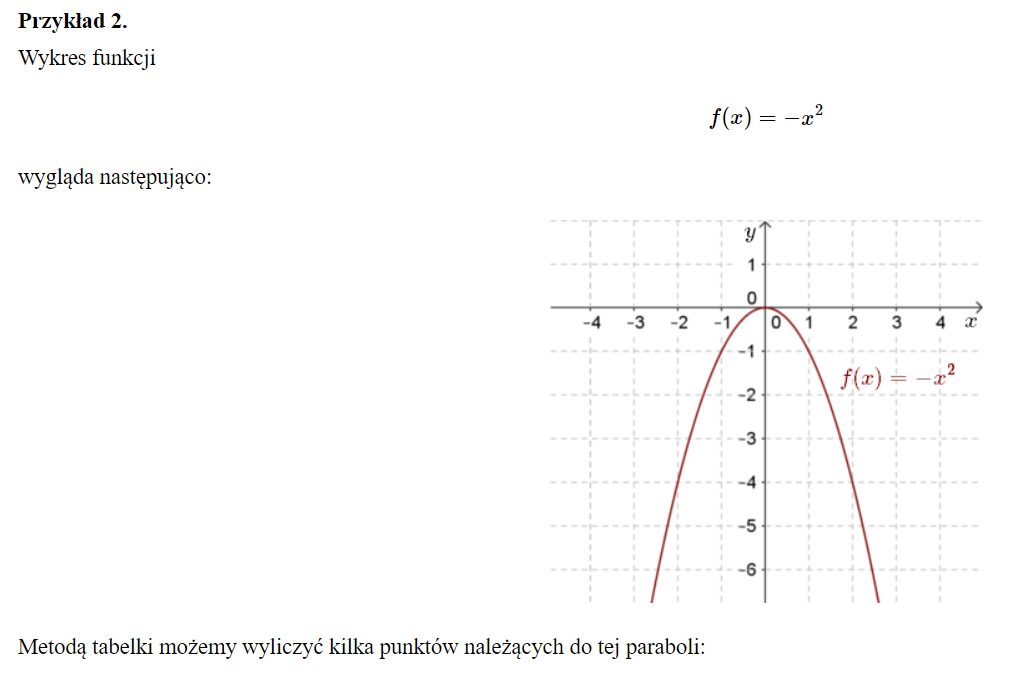 Przykład 2.
Wykres funkcji
f(x) = −x²
wygląda następująco:
y
1
0
-4 -3 -2 -1 0 1 2 3 4 x
-1
f(x) = −x²
-2
-3
-4
-5
-6
Metodą tabelki możemy wyliczyć kilka punktów należących do tej paraboli: